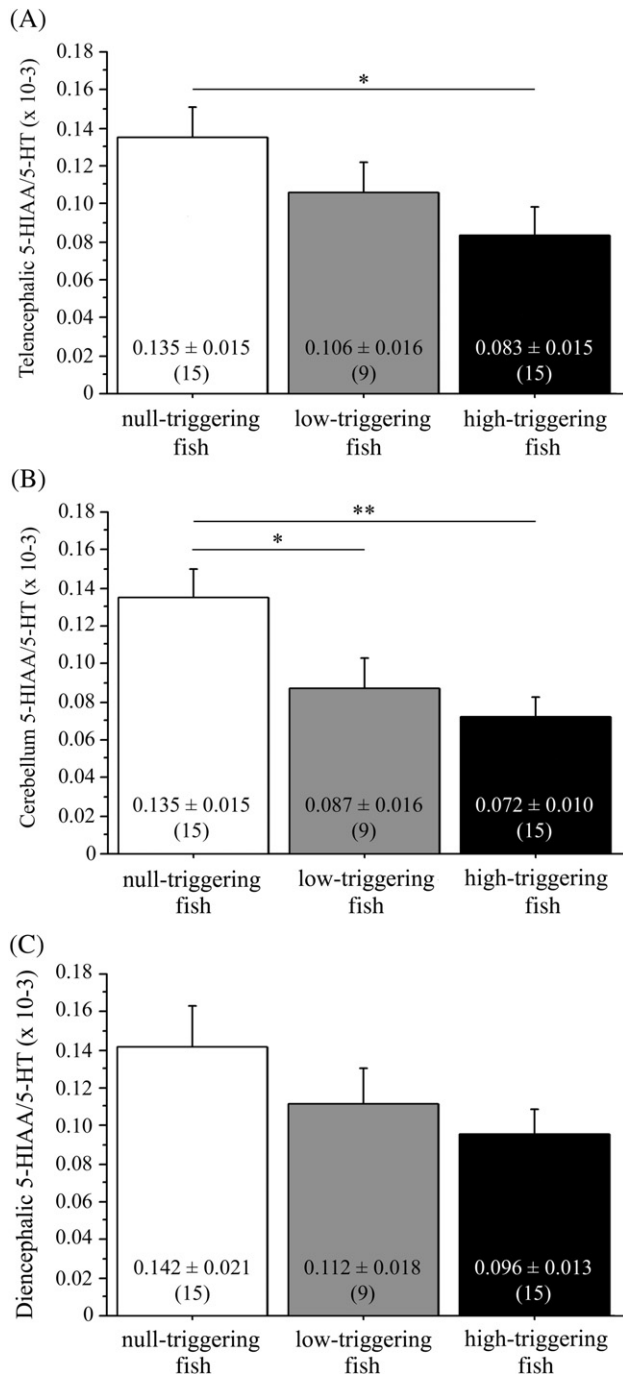 (A)
Telencephalic 5-HIAA/5-HT (x 10-3)
0.18
0.16
0.14
0.12
0.10
0.08
0.06
0.04
0.02
0
*
0.135 ± 0.015
(15)
0.106 ± 0.016
(9)
0.083 ± 0.015
(15)
null-triggering
fish
low-triggering
fish
high-triggering
fish
(B)
Cerebellum 5-HIAA/5-HT (x 10-3)
0.18
0.16
0.14
0.12
0.10
0.08
0.06
0.04
0.02
0
**
*
0.135 ± 0.015
(15)
0.087 ± 0.016
(9)
0.072 ± 0.010
(15)
null-triggering
fish
low-triggering
fish
high-triggering
fish
(C)
Diencephalic 5-HIAA/5-HT (x 10-3)
0.18
0.16
0.14
0.12
0.10
0.08
0.06
0.04
0.02
0
0.142 ± 0.021
(15)
0.112 ± 0.018
(9)
0.096 ± 0.013
(15)
null-triggering
fish
low-triggering
fish
high-triggering
fish